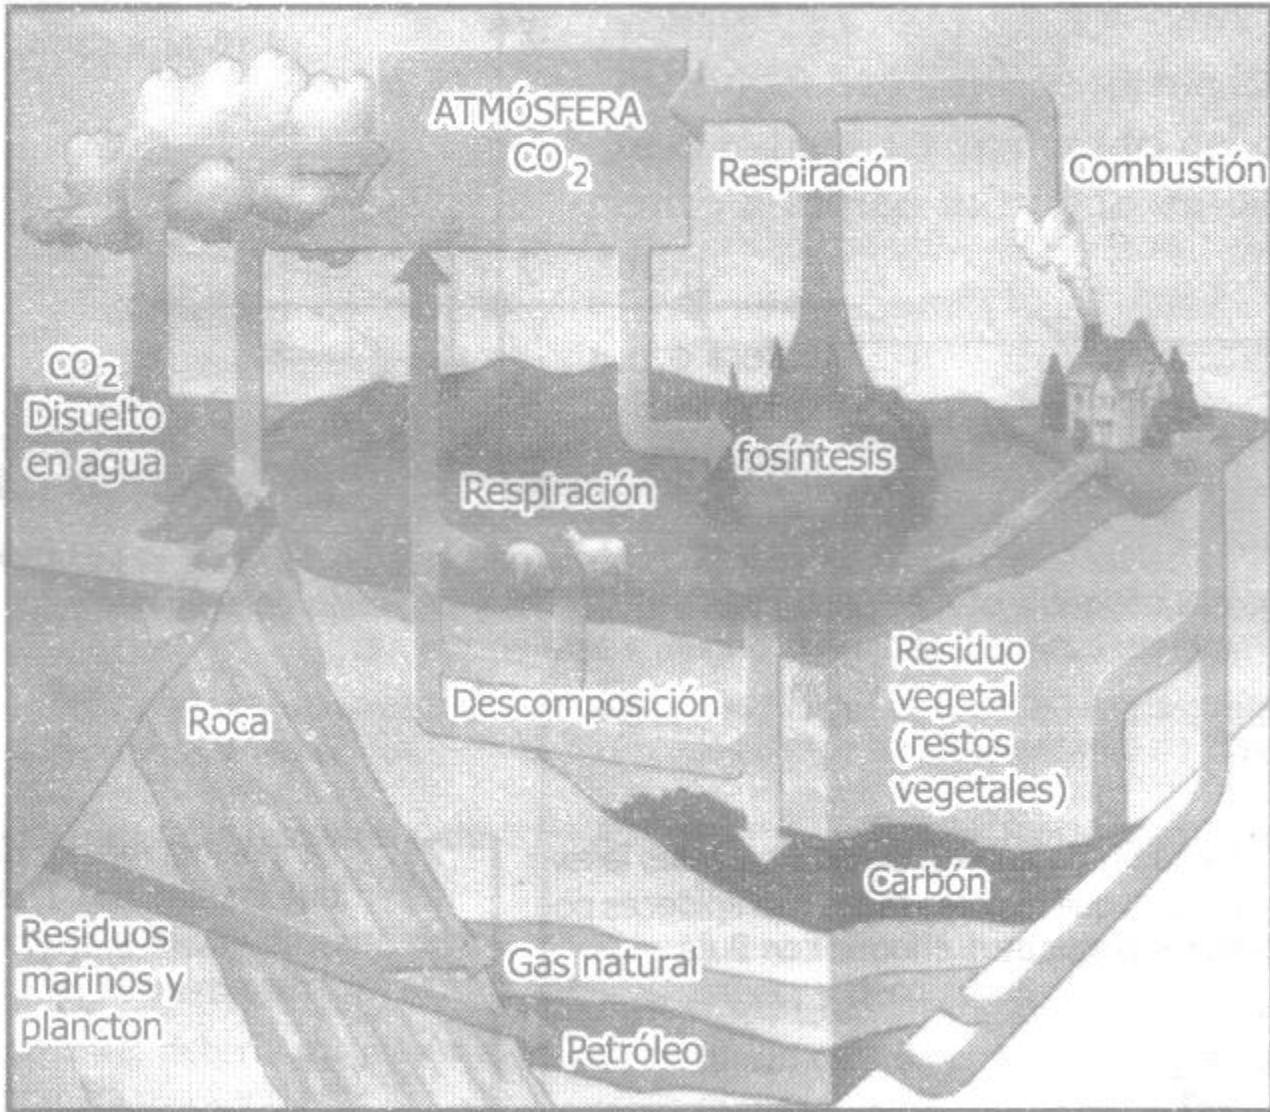 ATMÓSFERA
CO2
Respiración
Combustión
CO2
Disuelto
en agua
fosíntesis
Respiración
Residuo
vegetal
(restos
vegetales)
Descomposición
Roca
Carbón
Residuos
marinos y
plancton
Gas natural
Petróleo